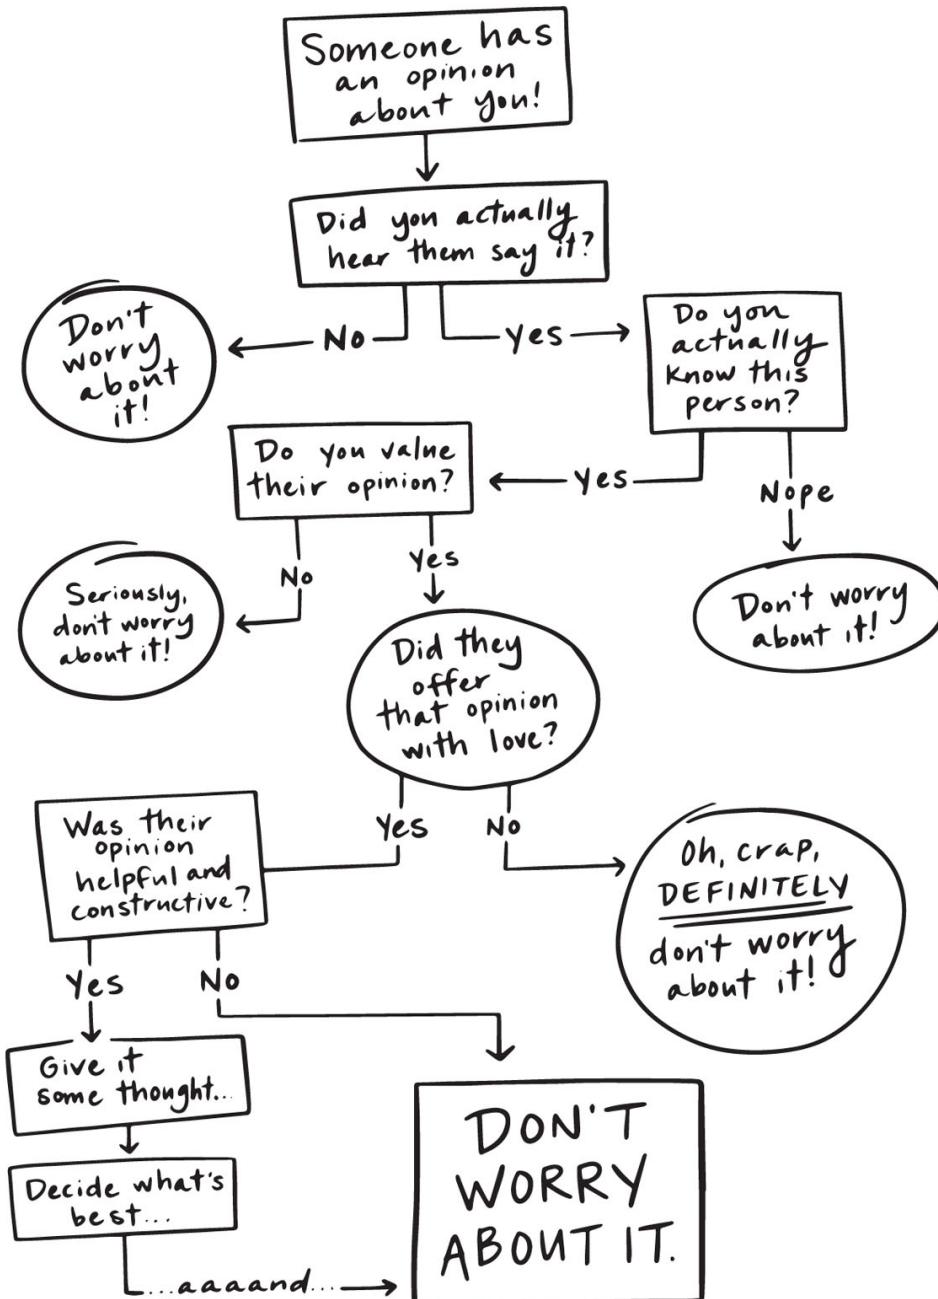 Someone has
an opinion
about you!
Did you actually
hear them say it?
No
Yes
Don't
worry
about
it!
Do you
actually
know this
person?
Yes
Nope
Do you value
their opinion?
Don't worry
about it!
No
Yes
Seriously,
don't worry
about it!
Did they
offer
that opinion
with love?
Yes
No
Was their
opinion
helpful and
constructive?
Oh, crap,
DEFINITELY
don't worry
about it!
Yes
No
Give it
some thought...
Decide what's
best...
...aaaand...
DON'T
WORRY
ABOUT IT.